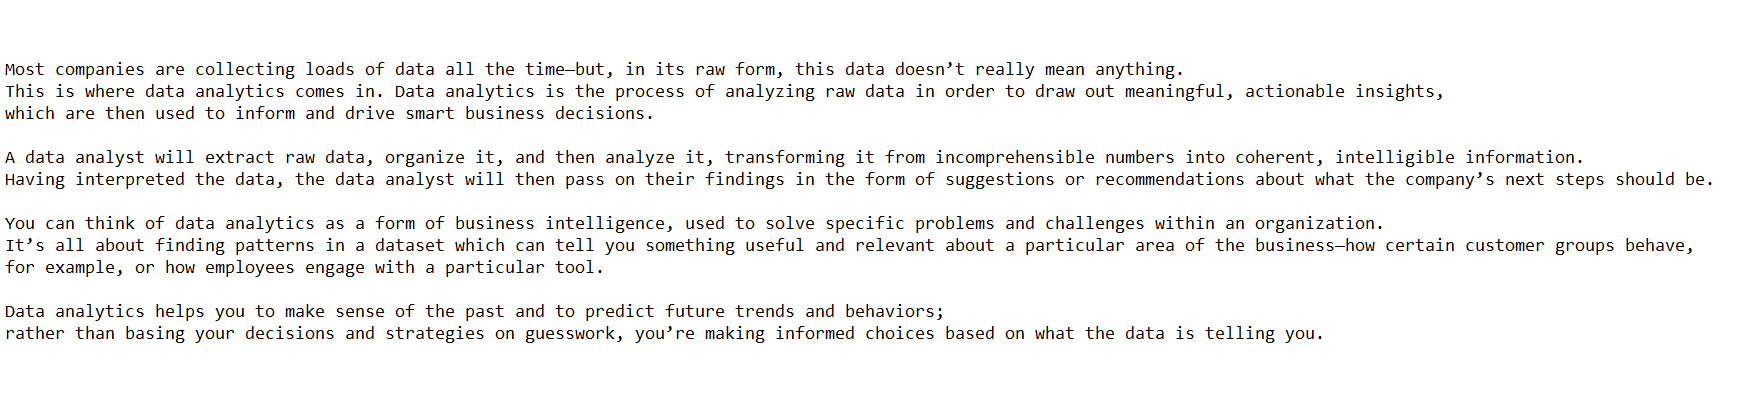 Most companies are collecting loads of data all the time—but, in its raw form, this data doesn’t really mean anything.
This is where data analytics comes in. Data analytics is the process of analyzing raw data in order to draw out meaningful, actionable insights,
which are then used to inform and drive smart business decisions.
A data analyst will extract raw data, organize it, and then analyze it, transforming it from incomprehensible numbers into coherent, intelligible information.
Having interpreted the data, the data analyst will then pass on their findings in the form of suggestions or recommendations about what the company’s next steps should be.
You can think of data analytics as a form of business intelligence, used to solve specific problems and challenges within an organization.
It’s all about finding patterns in a dataset which can tell you something useful and relevant about a particular area of the business—how certain customer groups behave,
for example, or how employees engage with a particular tool.
Data analytics helps you to make sense of the past and to predict future trends and behaviors;
rather than basing your decisions and strategies on guesswork, you’re making informed choices based on what the data is telling you.